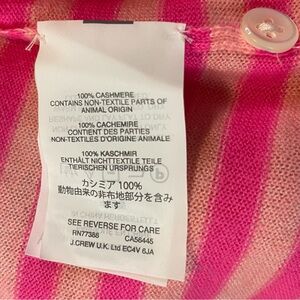 100% CASHMERE
CONTAINS NON-TEXTILE PARTS OF
ANIMAL ORIGIN
100% CACHEMIRE
CONTIENT DES PARTIES
NON-TEXTILES D'ORIGINE ANIMALE
100% KASCHMIR
ENTHÄLT NICHTTEXTILE TEILE
TIERISCHEN URSPRUNGS
カシミア 100%
動物由来の非布地部分を含み
ます
SEE REVERSE FOR CARE
RN77388 CA56445
J.CREW U.K. Ltd EC4V 6JA